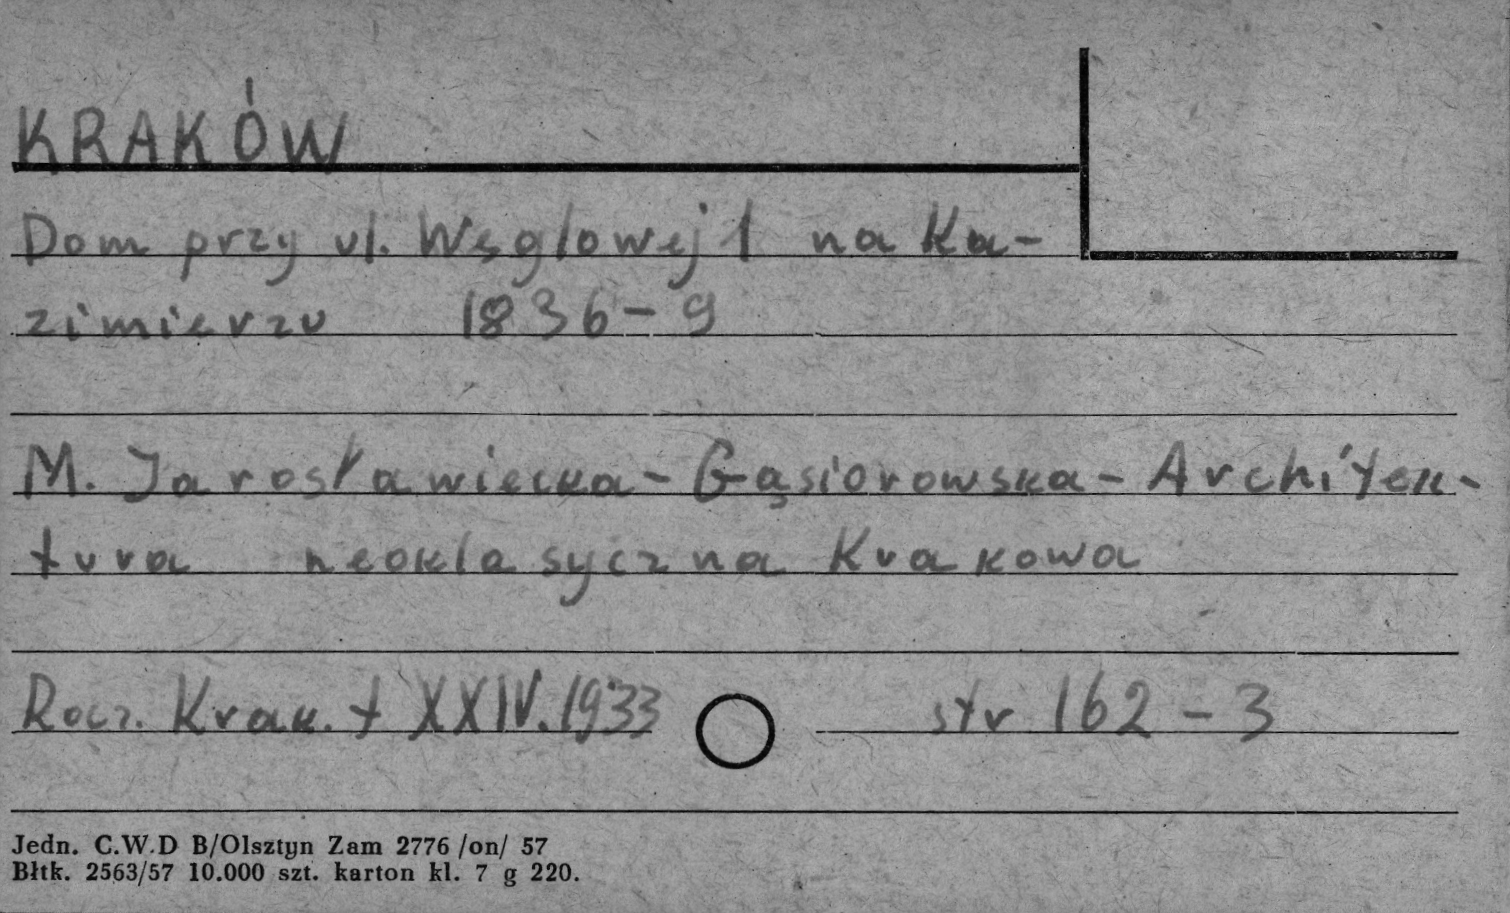 KRAKÓW
Dom przy ul. Węglowej 1 na Ka-
zimierzu 1836-9
M. Jarosławiecka-Gąsiorowska-Architek-
tura neoklasyczna Krakowa
Rocz. Krak. t XXIV. 1933 str 162-3
Jedn. C.W.D B/Olsztyn Zam 2776 /on/ 57
Błtk. 2563/57 10.000 szt. karton kl. 7 g 220.